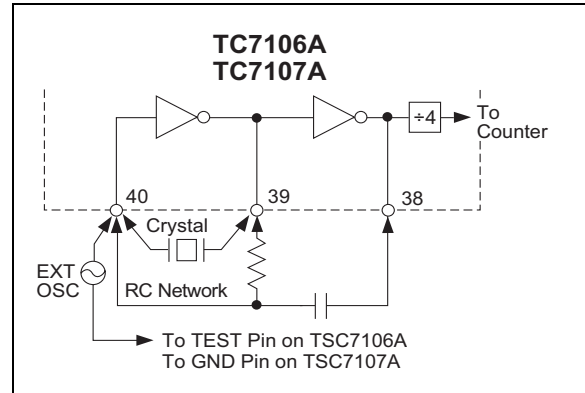 TC7106A
TC7107A
÷4
To
Counter
40
39
38
Crystal
EXT
OSC
RC Network
To TEST Pin on TSC7106A
To GND Pin on TSC7107A